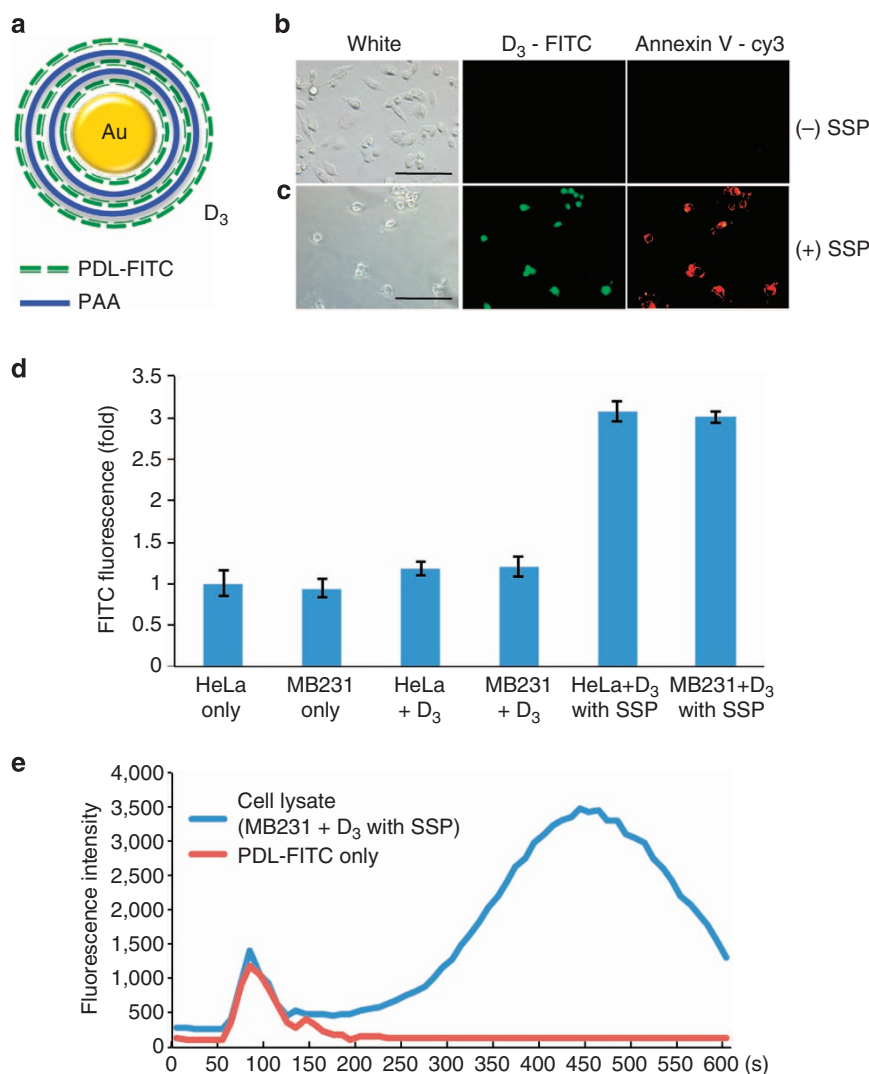 a
Au
D3
PDL-FITC
PAA
b
White
D3 - FITC
Annexin V - cy3
(–) SSP
c
(+) SSP
d
FITC fluorescence (fold)
3.5
3
2.5
2
1.5
1
0.5
0
HeLa
only
MB231
only
HeLa
+ D3
MB231
+ D3
HeLa+D3
with SSP
MB231+D3
with SSP
e
Fluorescence intensity
4,000
3,500
3,000
2,500
2,000
1,500
1,000
500
0
Cell lysate
(MB231 + D3 with SSP)
PDL-FITC only
0 50 100 150 200 250 300 350 400 450 500 550 600 (s)